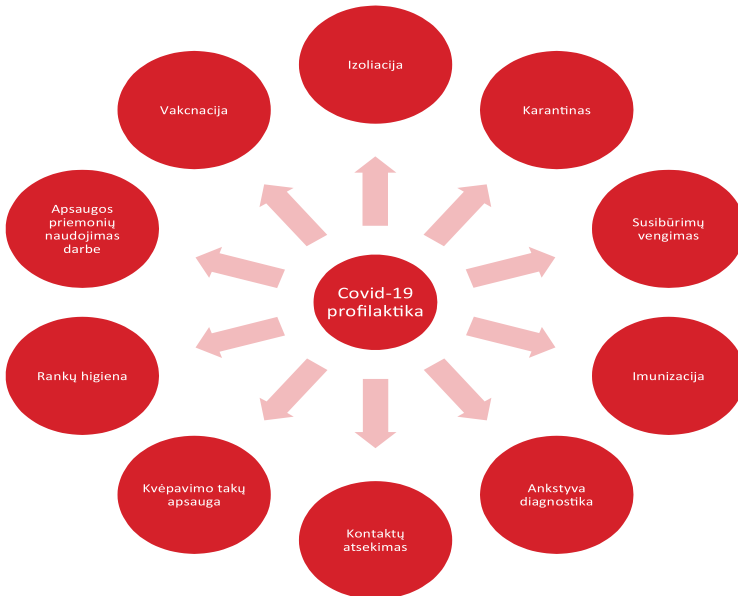 Izoliacija
Karantinas
Susibūrimų
vengimas
Imunizacija
Ankstyva
diagnostika
Kontaktų
atsekimas
Kvėpavimo takų
apsauga
Rankų higiena
Apsaugos
priemonių
naudojimas
darbe
Vakcnacija
Covid-19
profilaktika